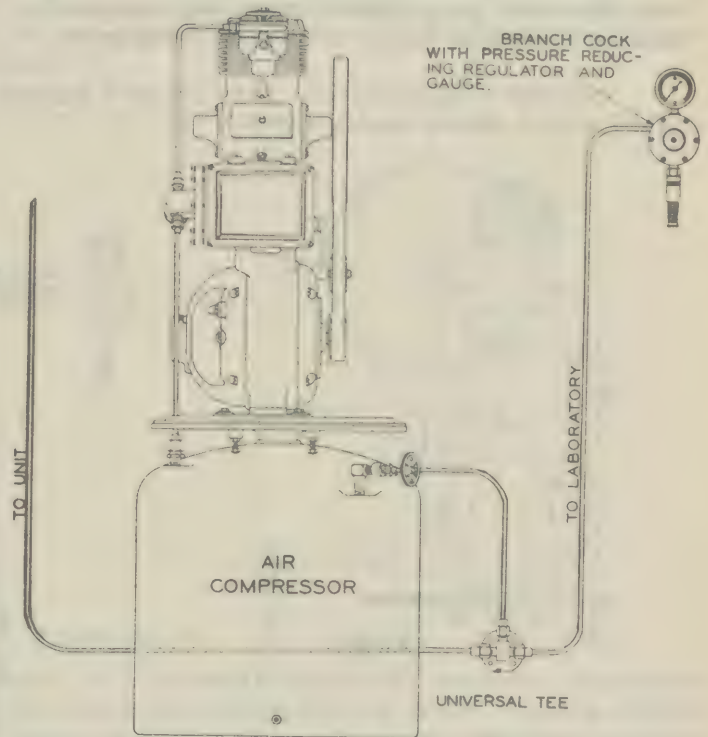 BRANCH COCK
WITH PRESSURE REDUC-
ING REGULATOR AND
GAUGE.
TO UNIT
TO LABORATORY
AIR
COMPRESSOR
UNIVERSAL TEE